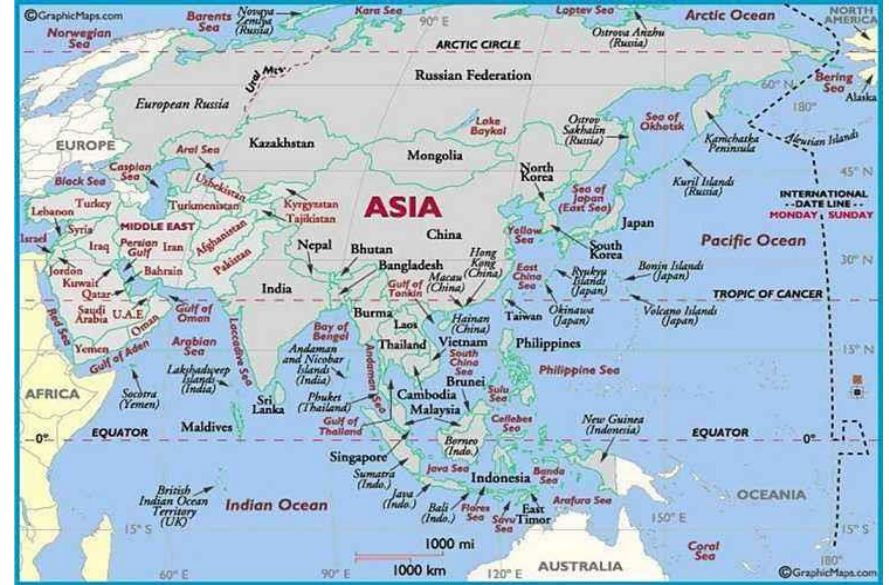 ©GraphicMaps.com
Barents
Sea
Novaya
Zemlya
(Russia)
Kara Sea
90° E
Laptev Sea
Arctic Ocean
NORTH
AMERICA
Norwegian
Sea
Ostrova Anzhu
(Russia)
ARCTIC CIRCLE
Ural Mts
Russian Federation
60° N
Bering
Sea
180°
Alaska
European Russia
Lake
Baykal
Ostrov
Sakhalin
(Russia)
Sea of
Okhotsk
Kamchatka
Peninsula
Aleutian Islands
EUROPE
Aral Sea
Kazakhstan
Mongolia
45° N
Caspian
Sea
Black Sea
Uzbekistan
North
Korea
Kuril Islands
(Russia)
INTERNATIONAL
--DATE LINE--
MONDAY SUNDAY
Turkey
Turkmenistan
Kyrgyzstan
Tajikistan
ASIA
Sea of
Japan
(East Sea)
Lebanon
Syria
MIDDLE EAST
Japan
Israel
Iraq
Persian
Gulf
Iran
Afghanistan
China
Yellow
Sea
South
Korea
Pacific Ocean
Nepal
Bhutan
Hong
Kong
(China)
Jordon
Kuwait
Bahrain
Pakistan
Bangladesh
Macau
(China)
East
China
Sea
Ryukyu
Islands
(Japan)
Bonin Islands
(Japan)
30° N
Qatar
India
Gulf of
Tonkin
TROPIC OF CANCER
Saudi
Arabia
U.A.E
Oman
Gulf of
Oman
Burma
Hainan
(China)
Taiwan
Okinawa
(Japan)
Volcano Islands
(Japan)
Red Sea
Laos
Bay of
Bengel
Thailand
Vietnam
Philippines
Yemen
Gulf of Aden
Arabian
Sea
Laccadive Sea
Andaman
and Nicobar
Islands
(India)
Andaman Sea
South
China
Sea
15° N
Lakshadweep
Islands
(India)
Philippine Sea
AFRICA
Socotra
(Yemen)
Sri
Lanka
Phuket
(Thailand)
Cambodia
Brunei
Sulu
Sea
Malaysia
Maldives
Gulf of
Thailand
Celebes
Sea
New Guinea
(Indonesia)
0°
EQUATOR
Borneo
(Indo.)
EQUATOR
0°
Singapore
Sumatra
(Indo.)
Java Sea
Indonesia
Banda
Sea
British
Indian Ocean
Territory
(UK)
Indian Ocean
Java
(Indo.)
Bali
(Indo.)
Flores
Sea
Savu
Sea
East
Timor
Arafura Sea
OCEANIA
15° S
150° E
15° S
1000 mi
1000 km
60° E
120° E
AUSTRALIA
Coral
Sea
180°
©GraphicMaps.com